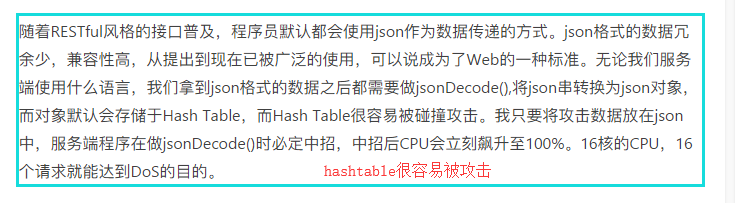 随着RESTful风格的接口普及，程序员默认都会使用json作为数据传递的方式。json格式的数据冗
余少，兼容性高，从提出到现在已被广泛的使用，可以说成为了Web的一种标准。无论我们服务
端使用什么语言，我们拿到json格式的数据之后都需要做jsonDecode(),将json串转换为json对象，
而对象默认会存储于Hash Table，而Hash Table很容易被碰撞攻击。我只要将攻击数据放在json
中，服务端程序在做jsonDecode()时必定中招，中招后CPU会立刻飙升至100%。16核的CPU，16
个请求就能达到DoS的目的。
hashtable很容易被攻击